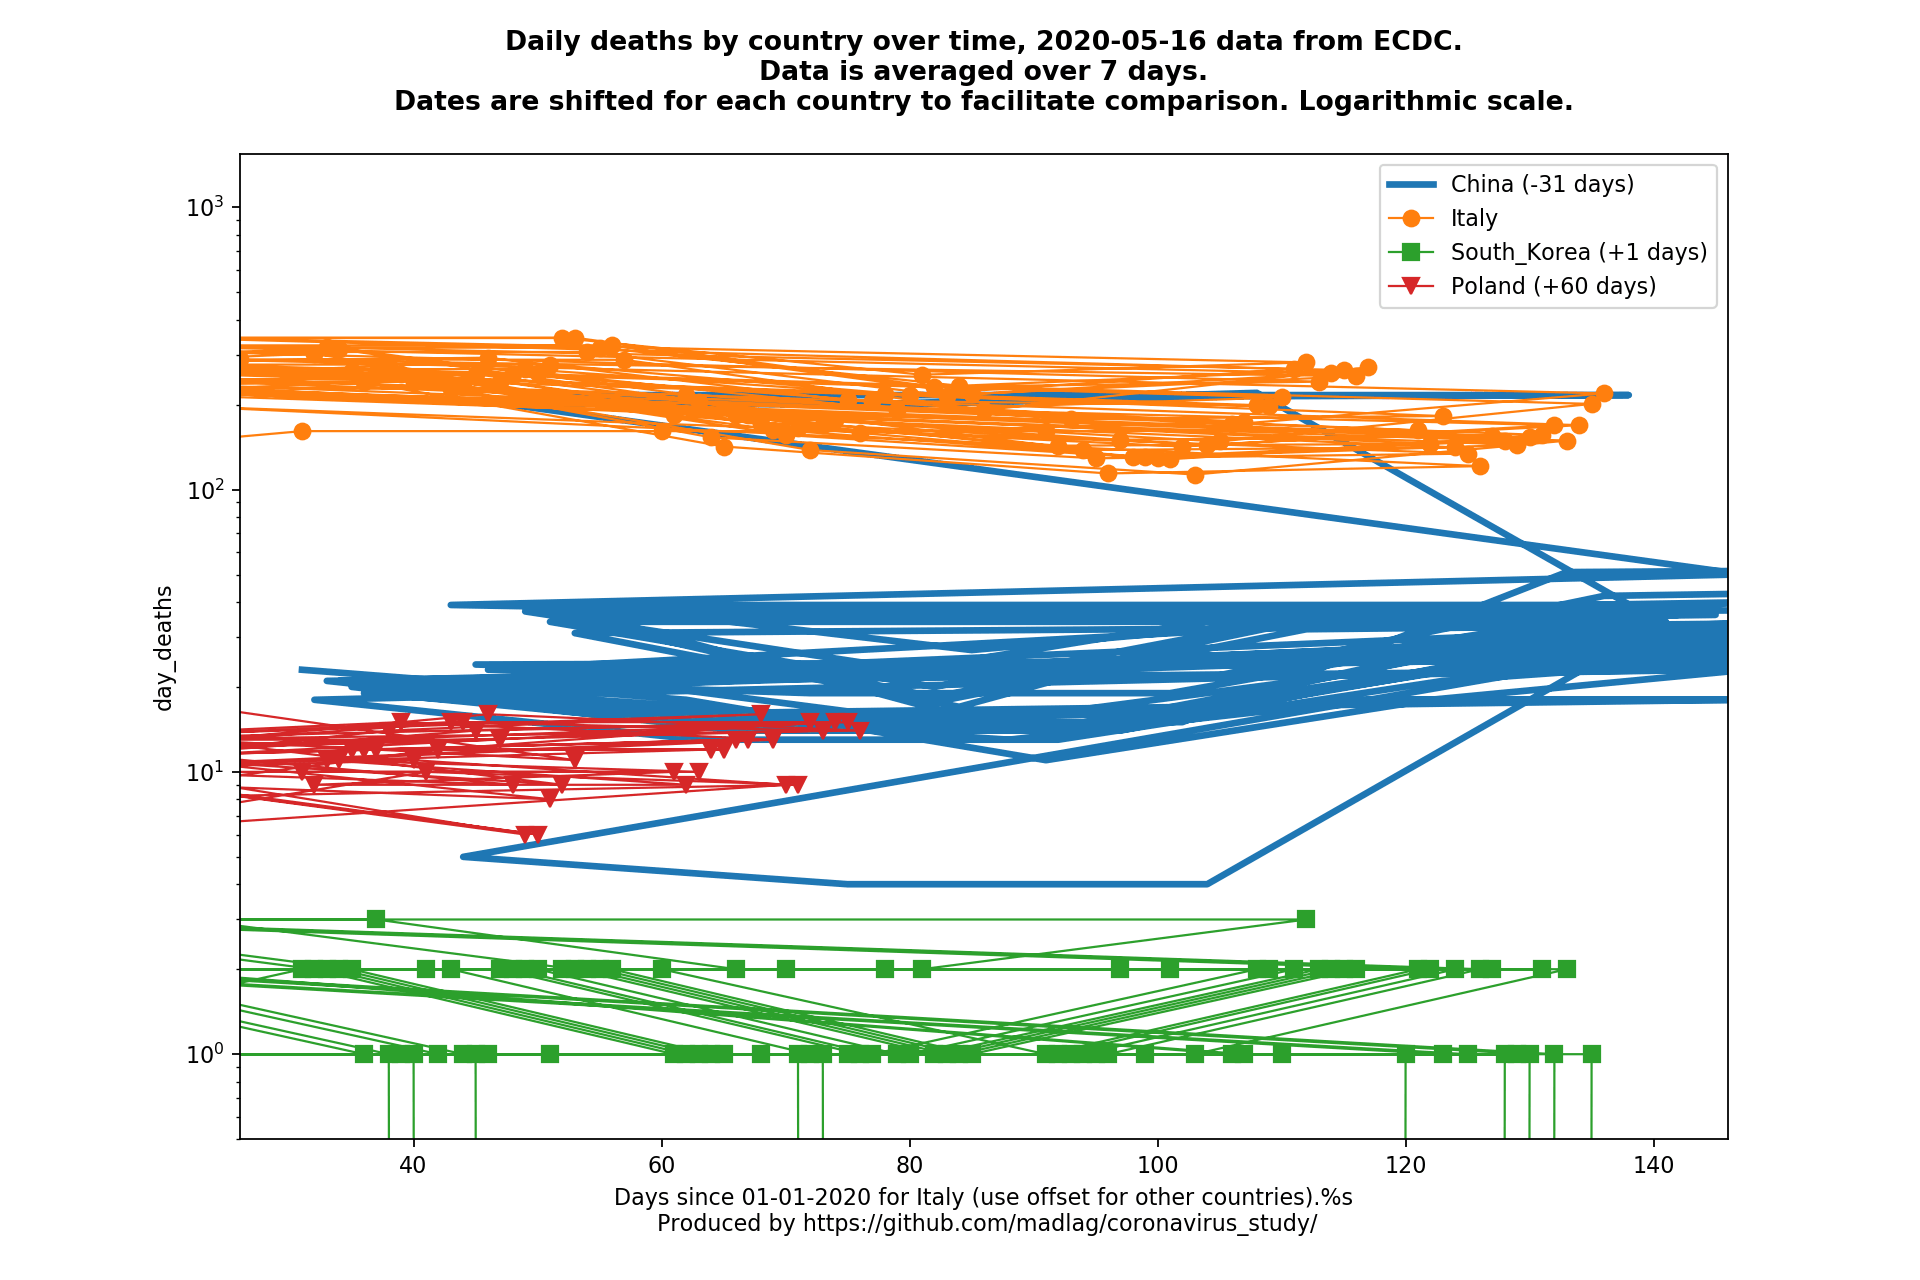 Daily deaths by country over time, 2020-05-16 data from ECDC.
Data is averaged over 7 days.
Dates are shifted for each country to facilitate comparison. Logarithmic scale.
10³
China (-31 days)
Italy
South_Korea (+1 days)
Poland (+60 days)
10²
day_deaths
10¹
10⁰
40 60 80 100 120 140
Days since 01-01-2020 for Italy (use offset for other countries).%s
Produced by https://github.com/madlag/coronavirus_study/